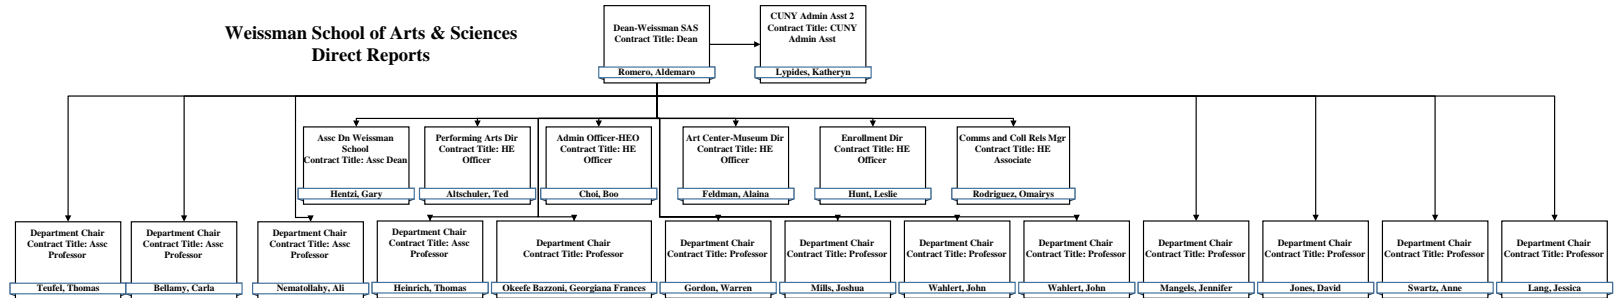 Weissman School of Arts & Sciences
Direct Reports
Dean-Weissman SAS
Contract Title: Dean
Romero, Aldemaro
CUNY Admin Asst 2
Contract Title: CUNY
Admin Asst
Lypides, Katheryn
Assc Dn Weissman
School
Contract Title: Assc Dean
Hentzi, Gary
Performing Arts Dir
Contract Title: HE
Officer
Altschuler, Ted
Admin Officer-HEO
Contract Title: HE
Officer
Choi, Boo
Art Center-Museum Dir
Contract Title: HE
Officer
Feldman, Alaina
Enrollment Dir
Contract Title: HE
Officer
Hunt, Leslie
Comms and Coll Rels Mgr
Contract Title: HE
Associate
Rodriguez, Omairys
Department Chair
Contract Title: Assc
Professor
Teufel, Thomas
Department Chair
Contract Title: Assc
Professor
Bellamy, Carla
Department Chair
Contract Title: Assc
Professor
Nematollahy, Ali
Department Chair
Contract Title: Assc
Professor
Heinrich, Thomas
Department Chair
Contract Title: Professor
Okeefe Bazzoni, Georgiana Frances
Department Chair
Contract Title: Professor
Gordon, Warren
Department Chair
Contract Title: Professor
Mills, Joshua
Department Chair
Contract Title: Professor
Wahlert, John
Department Chair
Contract Title: Professor
Wahlert, John
Department Chair
Contract Title: Professor
Mangels, Jennifer
Department Chair
Contract Title: Professor
Jones, David
Department Chair
Contract Title: Professor
Swartz, Anne
Department Chair
Contract Title: Professor
Lang, Jessica